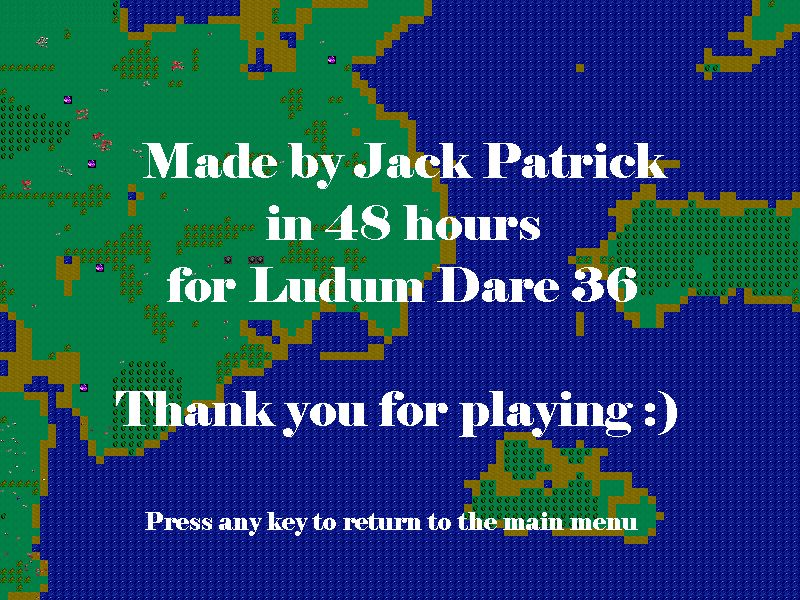 Made by Jack Patrick
in 48 hours
for Ludum Dare 36
Thank you for playing :)
Press any key to return to the main menu